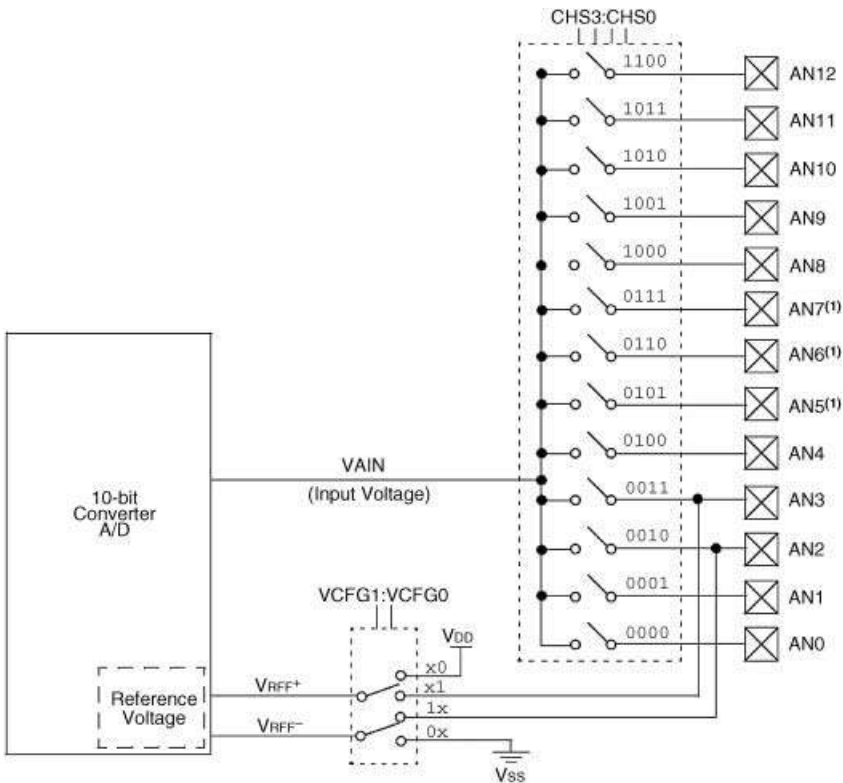 CHS3:CHS0
1100 AN12
1011 AN11
1010 AN10
1001 AN9
1000 AN8
0111 AN7(1)
0110 AN6(1)
0101 AN5(1)
0100 AN4
VAIN
(Input Voltage)
0011 AN3
10-bit
Converter
A/D
0010 AN2
VCFG1:VCFG0
0001 AN1
0000 AN0
VDD
x0
Reference
Voltage
VRFF+
x1
1x
VRFF-
0x
VSS